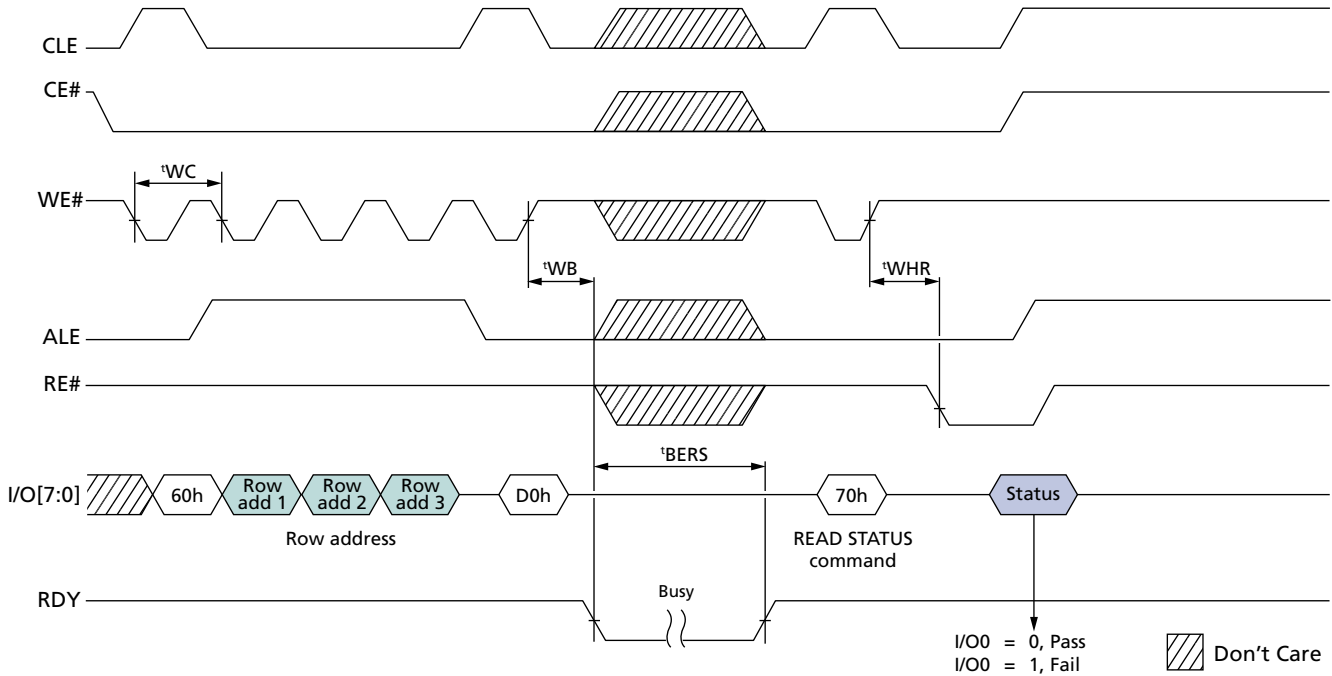 CLE
CE#
tWC
WE#
tWB
tWHR
ALE
RE#
tBERS
I/O[7:0]
60h
Row add 1
Row add 2
Row add 3
D0h
70h
Status
Row address
READ STATUS
command
RDY
Busy
I/O0 = 0, Pass
I/O0 = 1, Fail
Don't Care